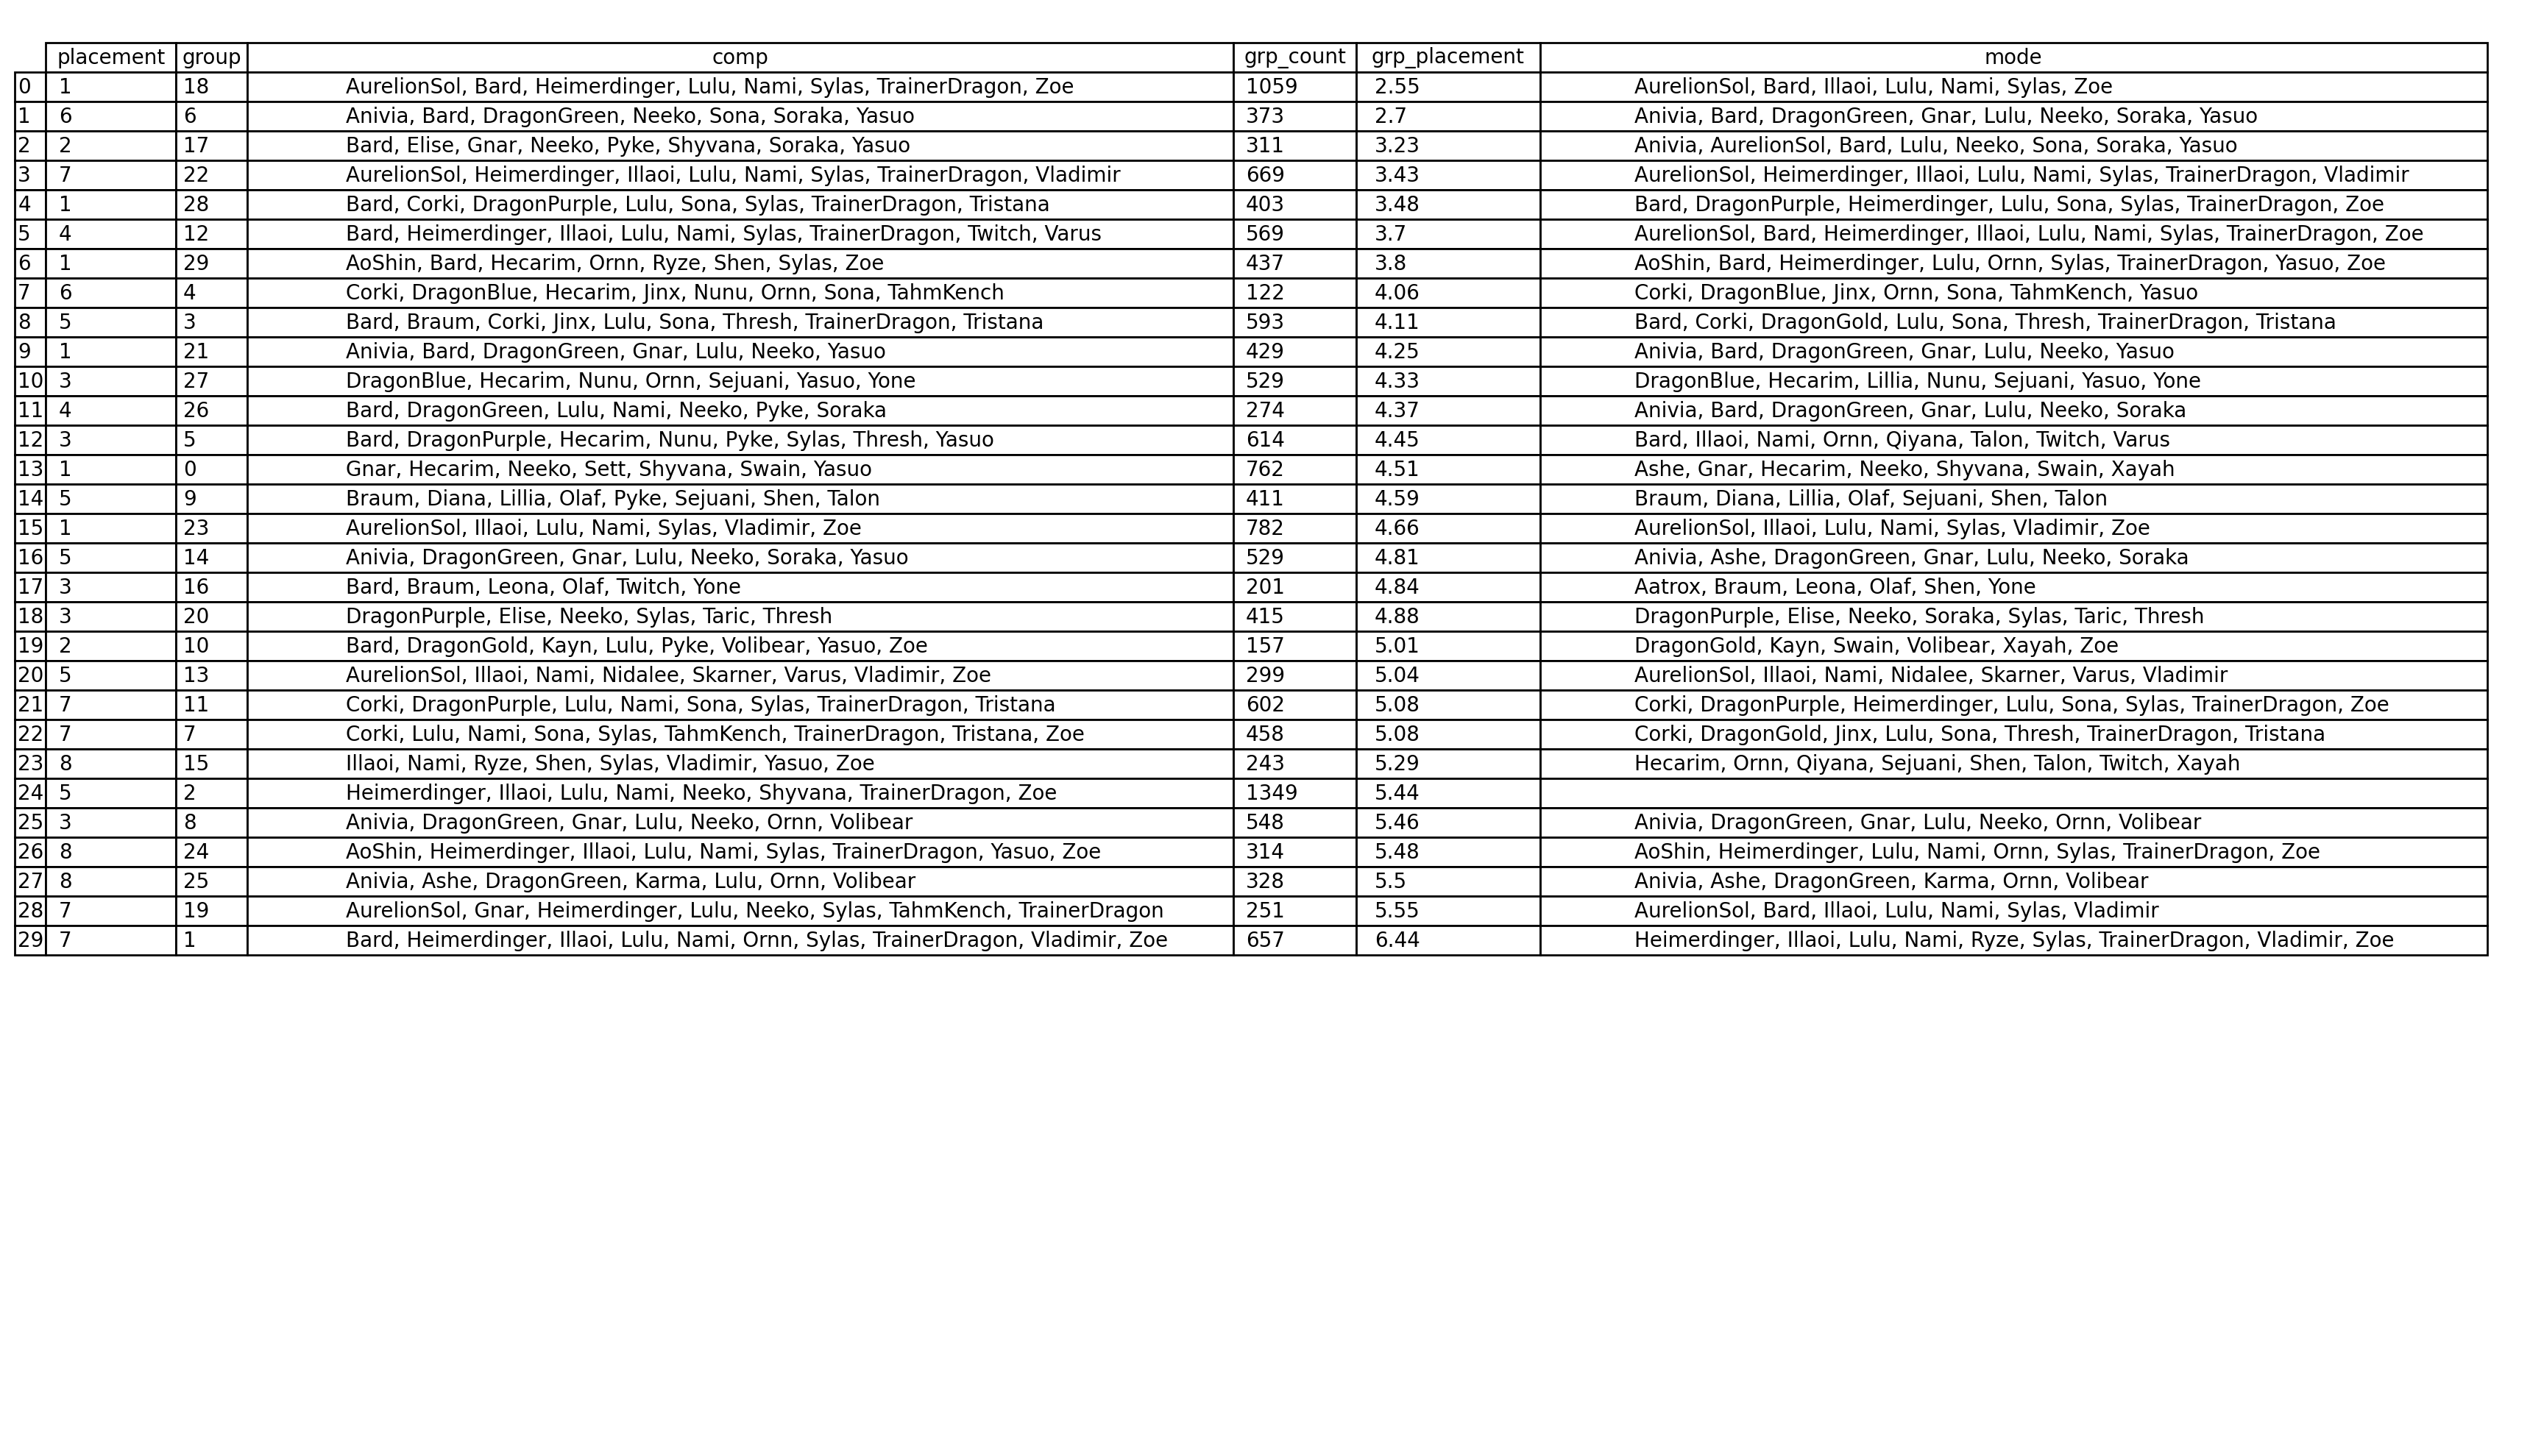 placement group comp grp_count grp_placement mode
0 1 18 AurelionSol, Bard, Heimerdinger, Lulu, Nami, Sylas, TrainerDragon, Zoe 1059 2.55 AurelionSol, Bard, Illaoi, Lulu, Nami, Sylas, Zoe
1 6 6 Anivia, Bard, DragonGreen, Neeko, Sona, Soraka, Yasuo 373 2.7 Anivia, Bard, DragonGreen, Gnar, Lulu, Neeko, Soraka, Yasuo
2 2 17 Bard, Elise, Gnar, Neeko, Pyke, Shyvana, Soraka, Yasuo 311 3.23 Anivia, AurelionSol, Bard, Lulu, Neeko, Sona, Soraka, Yasuo
3 7 22 AurelionSol, Heimerdinger, Illaoi, Lulu, Nami, Sylas, TrainerDragon, Vladimir 669 3.43 AurelionSol, Heimerdinger, Illaoi, Lulu, Nami, Sylas, TrainerDragon, Vladimir
4 1 28 Bard, Corki, DragonPurple, Lulu, Sona, Sylas, TrainerDragon, Tristana 403 3.48 Bard, DragonPurple, Heimerdinger, Lulu, Sona, Sylas, TrainerDragon, Zoe
5 4 12 Bard, Heimerdinger, Illaoi, Lulu, Nami, Sylas, TrainerDragon, Twitch, Varus 569 3.7 AurelionSol, Bard, Heimerdinger, Illaoi, Lulu, Nami, Sylas, TrainerDragon, Zoe
6 1 29 AoShin, Bard, Hecarim, Ornn, Ryze, Shen, Sylas, Zoe 437 3.8 AoShin, Bard, Heimerdinger, Lulu, Ornn, Sylas, TrainerDragon, Yasuo, Zoe
7 6 4 Corki, DragonBlue, Hecarim, Jinx, Nunu, Ornn, Sona, TahmKench 122 4.06 Corki, DragonBlue, Jinx, Ornn, Sona, TahmKench, Yasuo
8 5 3 Bard, Braum, Corki, Jinx, Lulu, Sona, Thresh, TrainerDragon, Tristana 593 4.11 Bard, Corki, DragonGold, Lulu, Sona, Thresh, TrainerDragon, Tristana
9 1 21 Anivia, Bard, DragonGreen, Gnar, Lulu, Neeko, Yasuo 429 4.25 Anivia, Bard, DragonGreen, Gnar, Lulu, Neeko, Yasuo
10 3 27 DragonBlue, Hecarim, Nunu, Ornn, Sejuani, Yasuo, Yone 529 4.33 DragonBlue, Hecarim, Lillia, Nunu, Sejuani, Yasuo, Yone
11 4 26 Bard, DragonGreen, Lulu, Nami, Neeko, Pyke, Soraka 274 4.37 Anivia, Bard, DragonGreen, Gnar, Lulu, Neeko, Soraka
12 3 5 Bard, DragonPurple, Hecarim, Nunu, Pyke, Sylas, Thresh, Yasuo 614 4.45 Bard, Illaoi, Nami, Ornn, Qiyana, Talon, Twitch, Varus
13 1 0 Gnar, Hecarim, Neeko, Sett, Shyvana, Swain, Yasuo 762 4.51 Ashe, Gnar, Hecarim, Neeko, Shyvana, Swain, Xayah
14 5 9 Braum, Diana, Lillia, Olaf, Pyke, Sejuani, Shen, Talon 411 4.59 Braum, Diana, Lillia, Olaf, Sejuani, Shen, Talon
15 1 23 AurelionSol, Illaoi, Lulu, Nami, Sylas, Vladimir, Zoe 782 4.66 AurelionSol, Illaoi, Lulu, Nami, Sylas, Vladimir, Zoe
16 5 14 Anivia, DragonGreen, Gnar, Lulu, Neeko, Soraka, Yasuo 529 4.81 Anivia, Ashe, DragonGreen, Gnar, Lulu, Neeko, Soraka
17 3 16 Bard, Braum, Leona, Olaf, Twitch, Yone 201 4.84 Aatrox, Braum, Leona, Olaf, Shen, Yone
18 3 20 DragonPurple, Elise, Neeko, Sylas, Taric, Thresh 415 4.88 DragonPurple, Elise, Neeko, Soraka, Sylas, Taric, Thresh
19 2 10 Bard, DragonGold, Kayn, Lulu, Pyke, Volibear, Yasuo, Zoe 157 5.01 DragonGold, Kayn, Swain, Volibear, Xayah, Zoe
20 5 13 AurelionSol, Illaoi, Nami, Nidalee, Skarner, Varus, Vladimir, Zoe 299 5.04 AurelionSol, Illaoi, Nami, Nidalee, Skarner, Varus, Vladimir
21 7 11 Corki, DragonPurple, Lulu, Nami, Sona, Sylas, TrainerDragon, Tristana 602 5.08 Corki, DragonPurple, Heimerdinger, Lulu, Sona, Sylas, TrainerDragon, Zoe
22 7 7 Corki, Lulu, Nami, Sona, Sylas, TahmKench, TrainerDragon, Tristana, Zoe 458 5.08 Corki, DragonGold, Jinx, Lulu, Sona, Thresh, TrainerDragon, Tristana
23 8 15 Illaoi, Nami, Ryze, Shen, Sylas, Vladimir, Yasuo, Zoe 243 5.29 Hecarim, Ornn, Qiyana, Sejuani, Shen, Talon, Twitch, Xayah
24 5 2 Heimerdinger, Illaoi, Lulu, Nami, Neeko, Shyvana, TrainerDragon, Zoe 1349 5.44
25 3 8 Anivia, DragonGreen, Gnar, Lulu, Neeko, Ornn, Volibear 548 5.46 Anivia, DragonGreen, Gnar, Lulu, Neeko, Ornn, Volibear
26 8 24 AoShin, Heimerdinger, Illaoi, Lulu, Nami, Sylas, TrainerDragon, Yasuo, Zoe 314 5.48 AoShin, Heimerdinger, Lulu, Nami, Ornn, Sylas, TrainerDragon, Zoe
27 8 25 Anivia, Ashe, DragonGreen, Karma, Lulu, Ornn, Volibear 328 5.5 Anivia, Ashe, DragonGreen, Karma, Ornn, Volibear
28 7 19 AurelionSol, Gnar, Heimerdinger, Lulu, Neeko, Sylas, TahmKench, TrainerDragon 251 5.55 AurelionSol, Bard, Illaoi, Lulu, Nami, Sylas, Vladimir
29 7 1 Bard, Heimerdinger, Illaoi, Lulu, Nami, Ornn, Sylas, TrainerDragon, Vladimir, Zoe 657 6.44 Heimerdinger, Illaoi, Lulu, Nami, Ryze, Sylas, TrainerDragon, Vladimir, Zoe